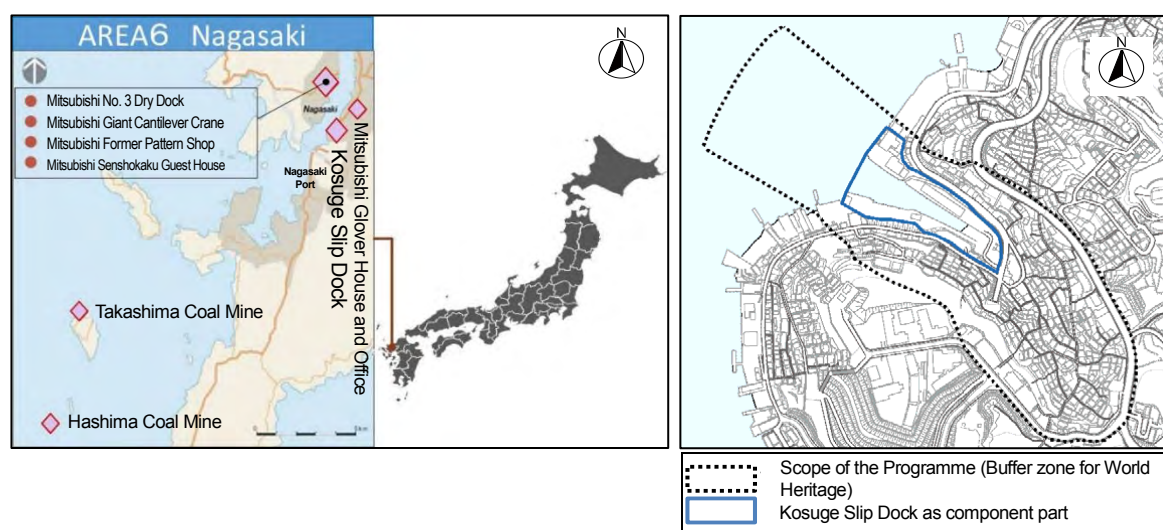 AREA6 Nagasaki
N
Mitsubishi No. 3 Dry Dock
Mitsubishi Giant Cantilever Crane
Mitsubishi Former Pattern Shop
Mitsubishi Senshokaku Guest House
Nagasaki
Nagasaki
Port
Mitsubishi Glover House and Office
Kosuge Slip Dock
Takashima Coal Mine
Hashima Coal Mine
0 5km
N
Scope of the Programme (Buffer zone for World
Heritage)
Kosuge Slip Dock as component part